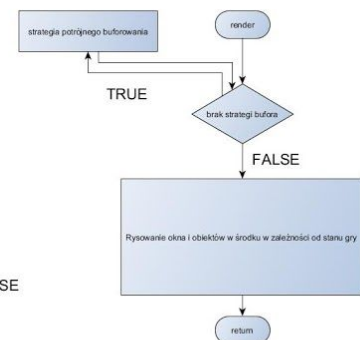 strategia potrójnego buforowania
render
TRUE
brak strategi bufora
FALSE
Rysowanie okna i obiektów w środku w zależności od stanu gry
SE
return